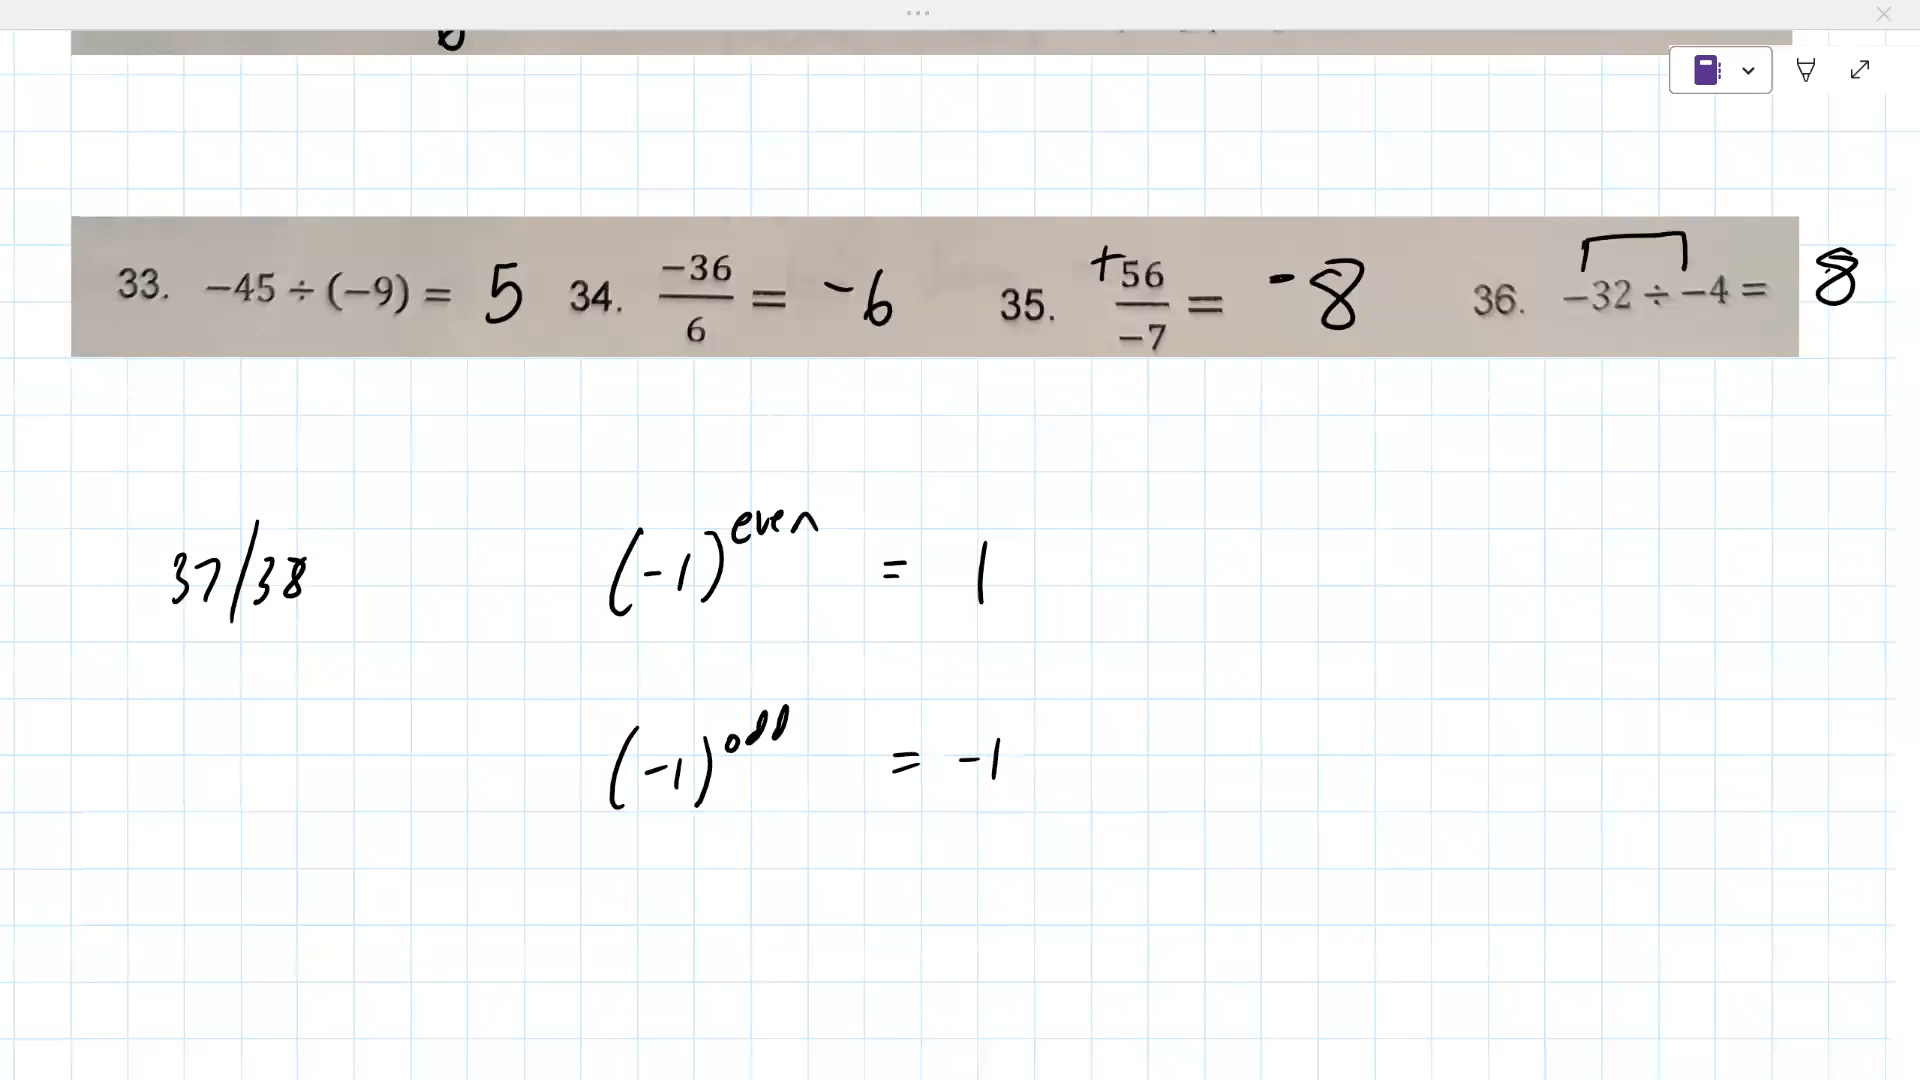 33. −45 ÷ (−9) = 5 34. −36/6 = -6 35. +56/−7 = -8 36. −32 ÷ −4 = 8
37/38 (-1)^even = 1
(-1)^odd = -1